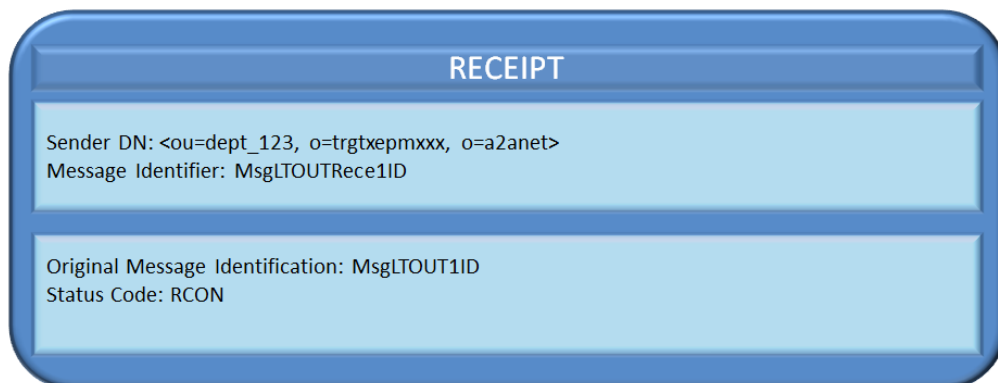 RECEIPT
Sender DN: <ou=dept_123, o=trgtxepmxxx, o=a2anet>
Message Identifier: MsgLTOUTRece1ID
Original Message Identification: MsgLTOUT1ID
Status Code: RCON